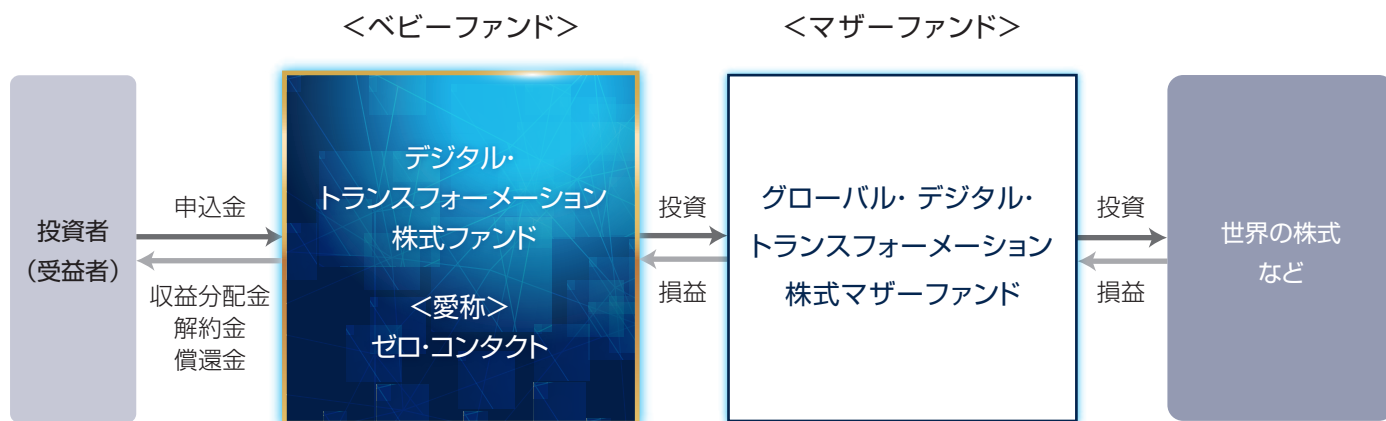 ＜ベビーファンド＞
＜マザーファンド＞
投資者
（受益者）
申込金
収益分配金
解約金
償還金
デジタル・
トランスフォーメーション
株式ファンド
＜愛称＞
ゼロ・コンタクト
投資
損益
グローバル・ デジタル・
トランスフォーメーション
株式マザーファンド
投資
損益
世界の株式
など